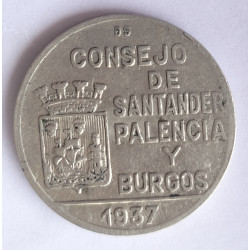 CONSEJO
DE
SANTANDER
PALENCIA
Y
BURGOS
1937